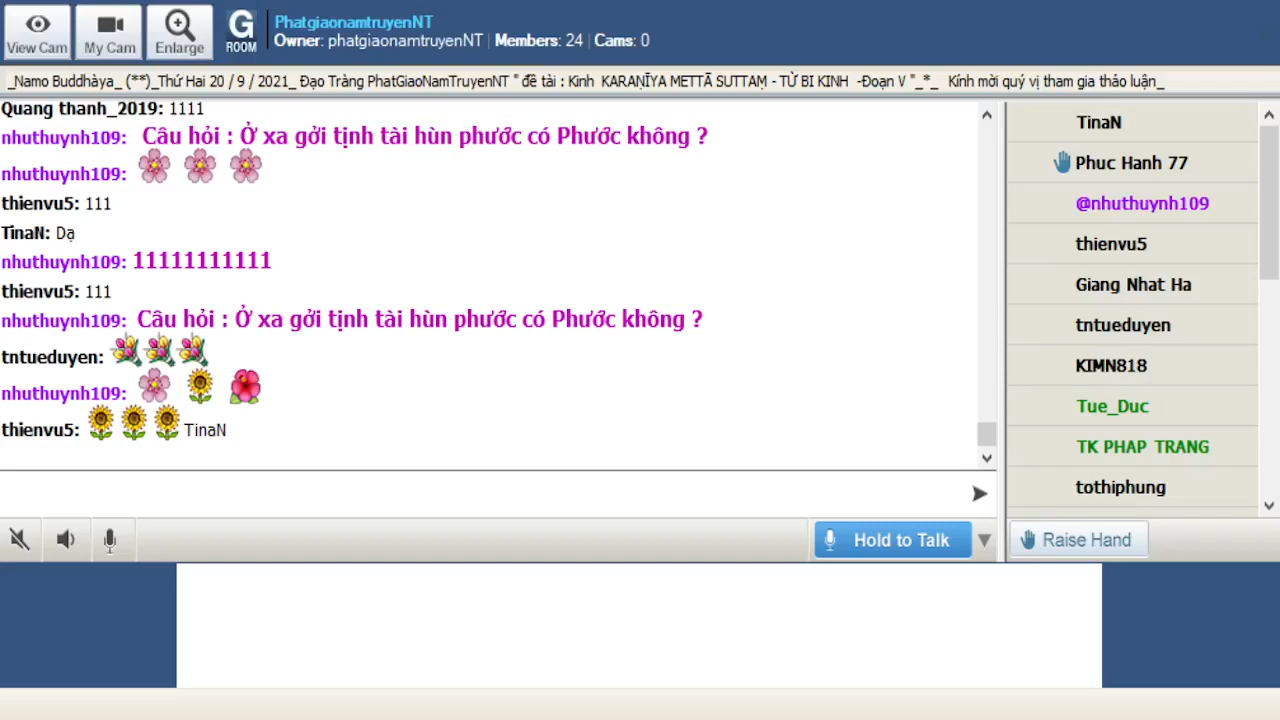 View Cam
My Cam
Enlarge
G
ROOM
PhatgiaonamtruyenNT
Owner: phatgiaonamtruyenNT | Members: 24 | Cams: 0
_Namo Buddhàya_ (**)_Thứ Hai 20 / 9 / 2021_ Đạo Tràng PhatGiaoNamTruyenNT " đề tài : Kinh KARAṆĪYA METTĀ SUTTAṂ - TỪ BI KINH -Đoạn V "_*_ Kính mời quý vị tham gia thảo luận_
Quang thanh_2019: 1111
nhuthuynh109: Câu hỏi : Ở xa gởi tịnh tài hùn phước có Phước không ?
nhuthuynh109:
thienvu5: 111
TinaN: Dạ
nhuthuynh109: 11111111111
thienvu5: 111
nhuthuynh109: Câu hỏi : Ở xa gởi tịnh tài hùn phước có Phước không ?
tntueduyen:
nhuthuynh109:
thienvu5: TinaN
TinaN
Phuc Hanh 77
@nhuthuynh109
thienvu5
Giang Nhat Ha
tntueduyen
KIMN818
Tue_Duc
TK PHAP TRANG
tothiphung
Hold to Talk
Raise Hand